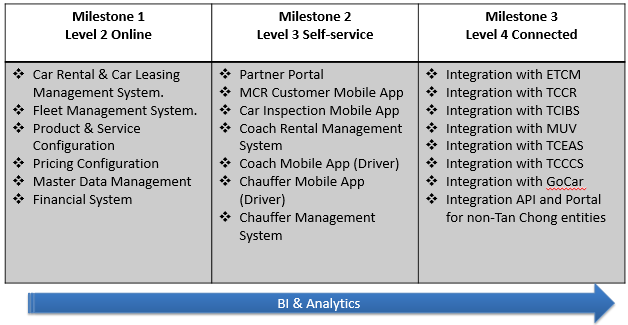 Milestone 1
Level 2 Online
Milestone 2
Level 3 Self-service
Milestone 3
Level 4 Connected
Car Rental & Car Leasing
Management System.
Fleet Management System.
Product & Service
Configuration
Pricing Configuration
Master Data Management
Financial System
Partner Portal
MCR Customer Mobile App
Car Inspection Mobile App
Coach Rental Management
System
Coach Mobile App (Driver)
Chauffer Mobile App
(Driver)
Chauffer Management
System
Integration with ETCM
Integration with TCCR
Integration with TCIBS
Integration with MUV
Integration with TCEAS
Integration with TCCCS
Integration with GoCar
Integration API and Portal
for non-Tan Chong entities
BI & Analytics